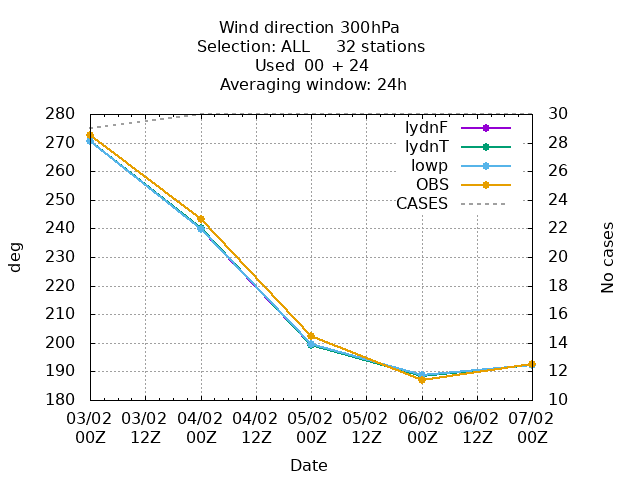 Wind direction 300hPa
Selection: ALL 32 stations
Used 00 + 24
Averaging window: 24h
280 30
270 28
260 26
250 24
240 22
230 20
220 18
210 16
200 14
190 12
180 10
lydnF
lydnT
lowp
OBS
CASES
deg
No cases
03/02 03/02 04/02 04/02 05/02 05/02 06/02 06/02 07/02
00Z 12Z 00Z 12Z 00Z 12Z 00Z 12Z 00Z
Date